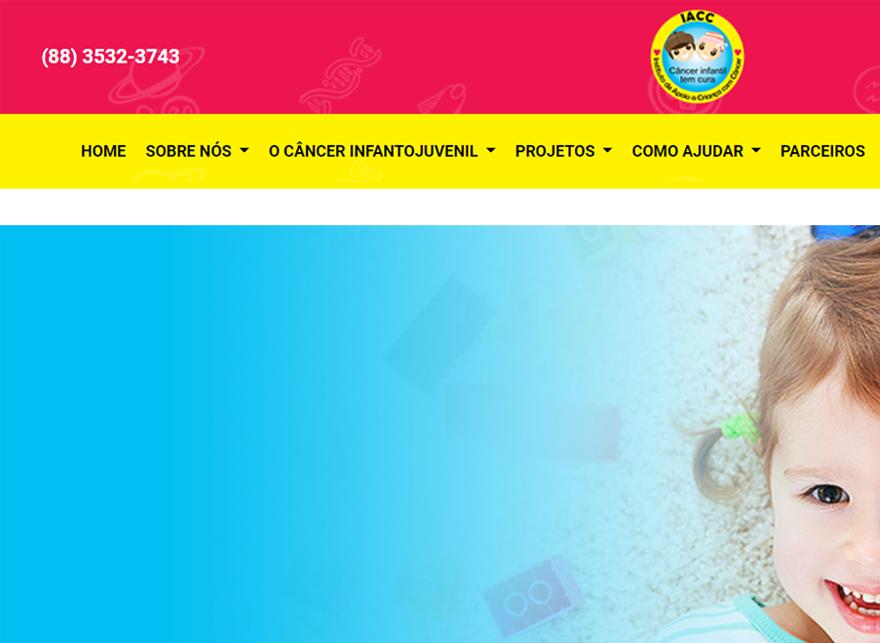 (88) 3532-3743
IACC
Câncer infantil
tem cura
Instituto de Apoio a Criança com Câncer
HOME SOBRE NÓS O CÂNCER INFANTOJUVENIL PROJETOS COMO AJUDAR PARCEIROS